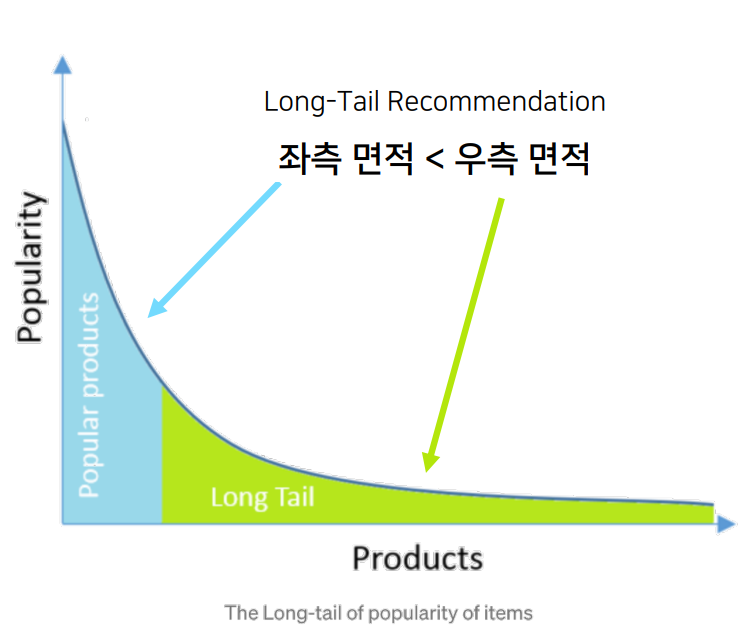 Long-Tail Recommendation
좌측 면적 < 우측 면적
Popularity
Popular products
Long Tail
Products
The Long-tail of popularity of items